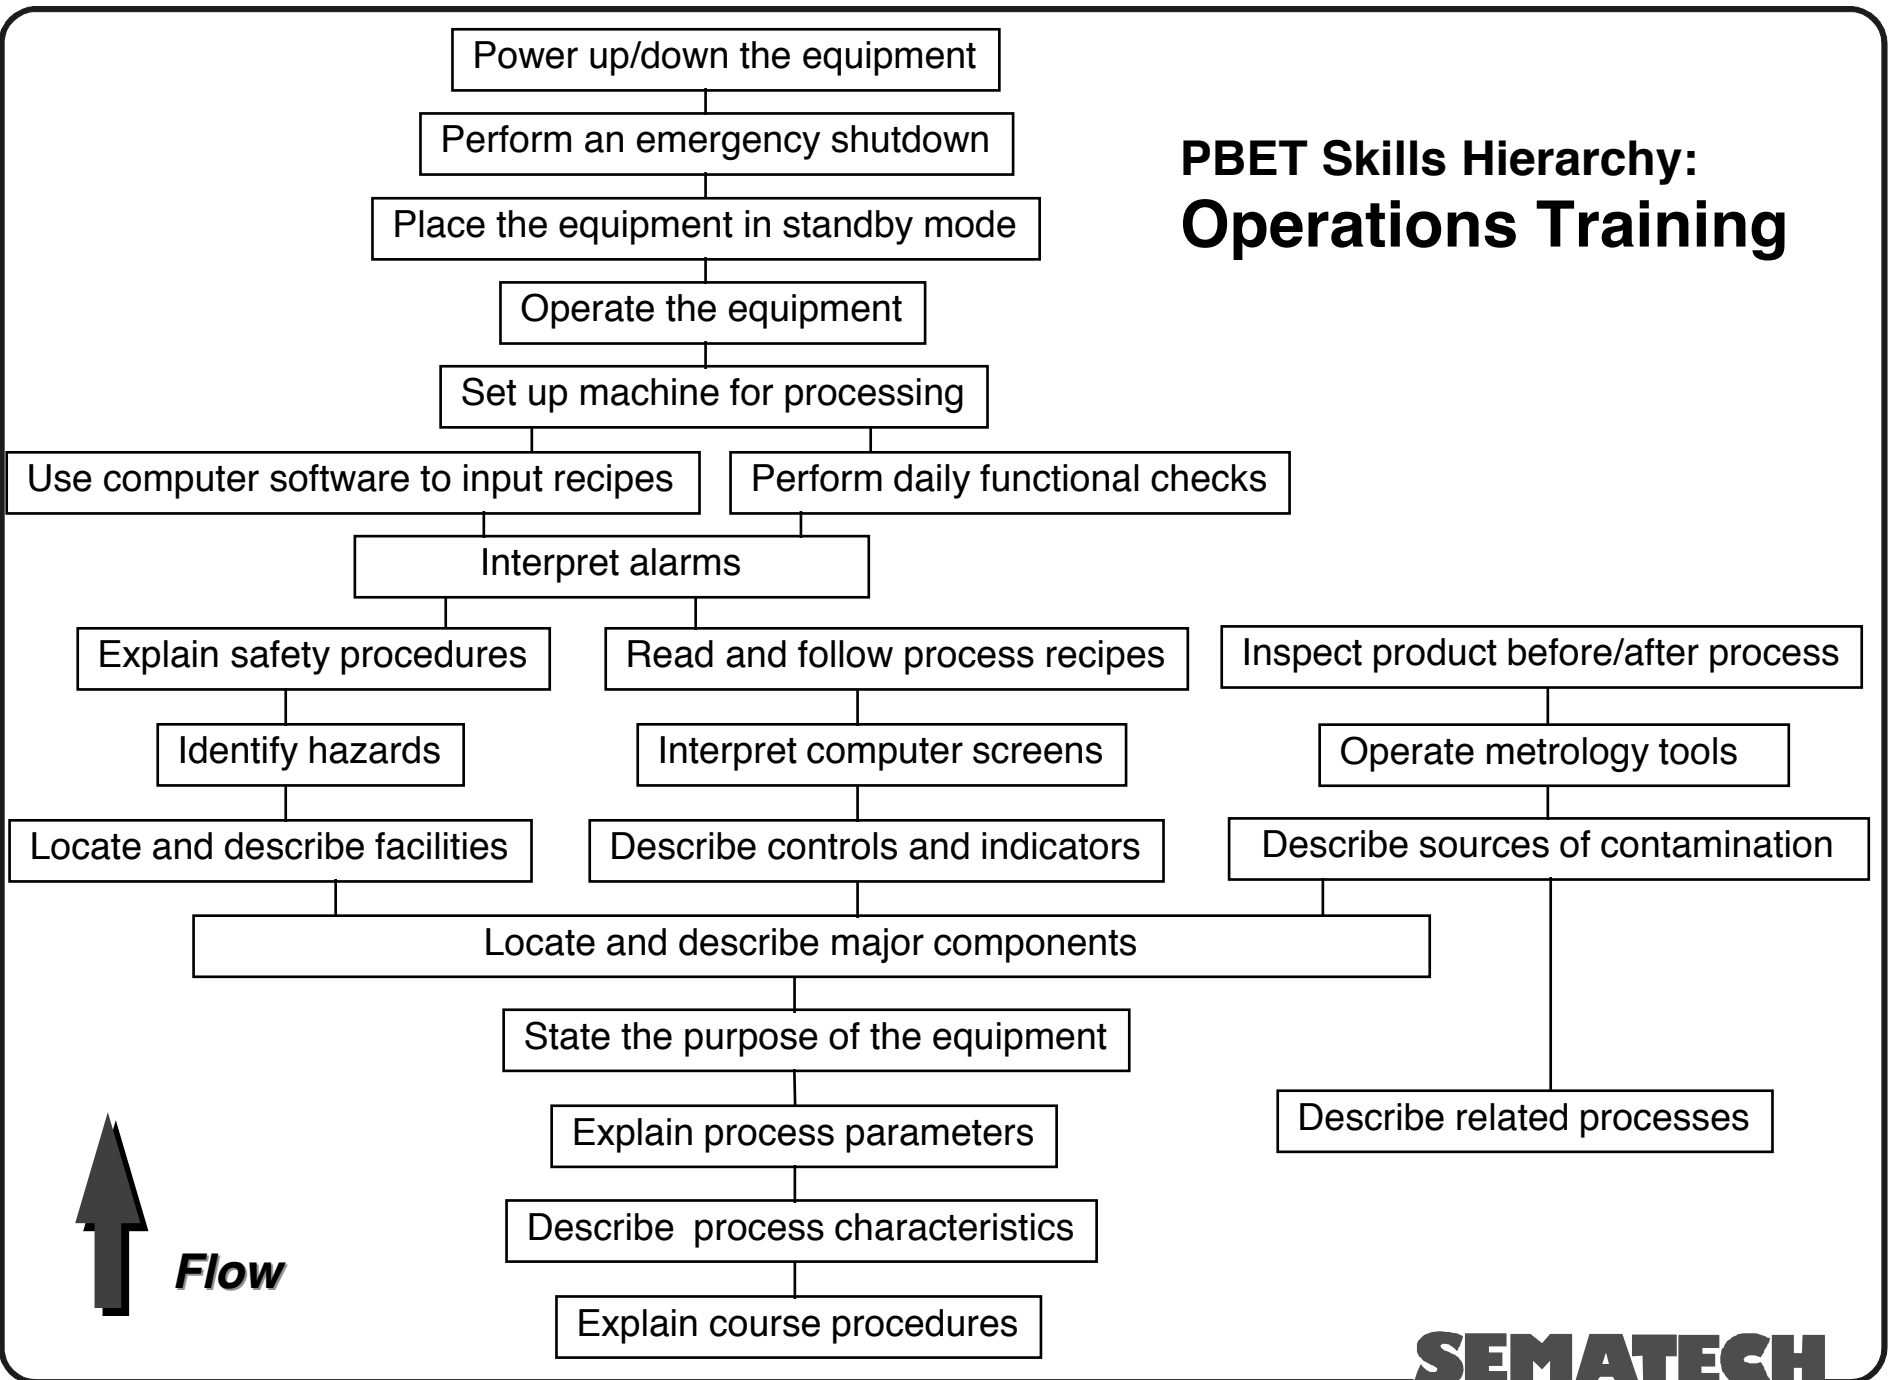 Power up/down the equipment
Perform an emergency shutdown
PBET Skills Hierarchy:
Operations Training
Place the equipment in standby mode
Operate the equipment
Set up machine for processing
Use computer software to input recipes
Perform daily functional checks
Interpret alarms
Explain safety procedures
Read and follow process recipes
Inspect product before/after process
Identify hazards
Interpret computer screens
Operate metrology tools
Locate and describe facilities
Describe controls and indicators
Describe sources of contamination
Locate and describe major components
State the purpose of the equipment
Explain process parameters
Describe related processes
Describe process characteristics
Flow
Explain course procedures
SEMATECH